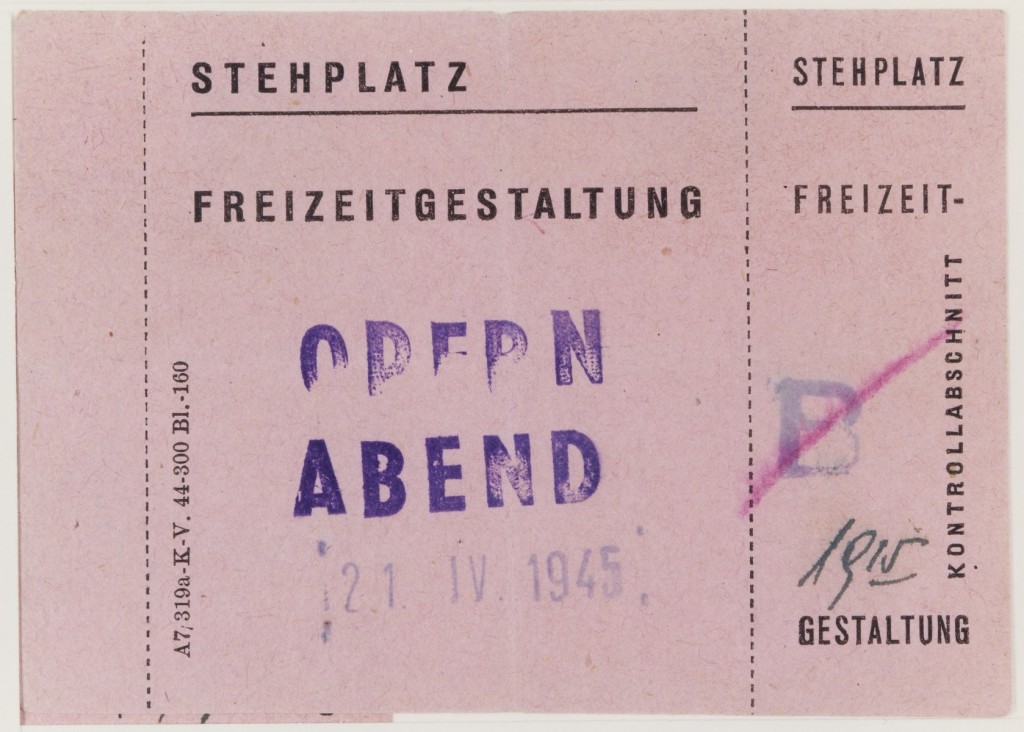 STEHPLATZ
FREIZEITGESTALTUNG
OPERN
ABEND
21. IV. 1945
A7/319a-K-V. 44-300 Bl.-160
STEHPLATZ
FREIZEIT-
B
KONTROLLABSCHNITT
19¹⁵
GESTALTUNG